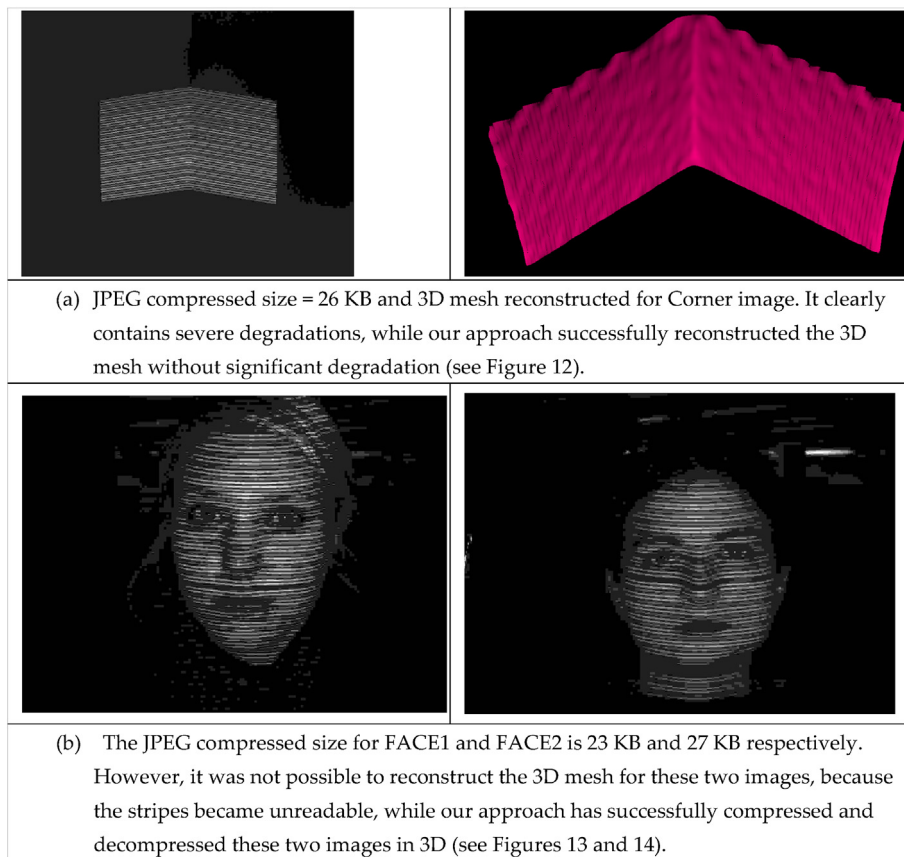 (a) JPEG compressed size = 26 KB and 3D mesh reconstructed for Corner image. It clearly
contains severe degradations, while our approach successfully reconstructed the 3D
mesh without significant degradation (see Figure 12).
(b) The JPEG compressed size for FACE1 and FACE2 is 23 KB and 27 KB respectively.
However, it was not possible to reconstruct the 3D mesh for these two images, because
the stripes became unreadable, while our approach has successfully compressed and
decompressed these two images in 3D (see Figures 13 and 14).